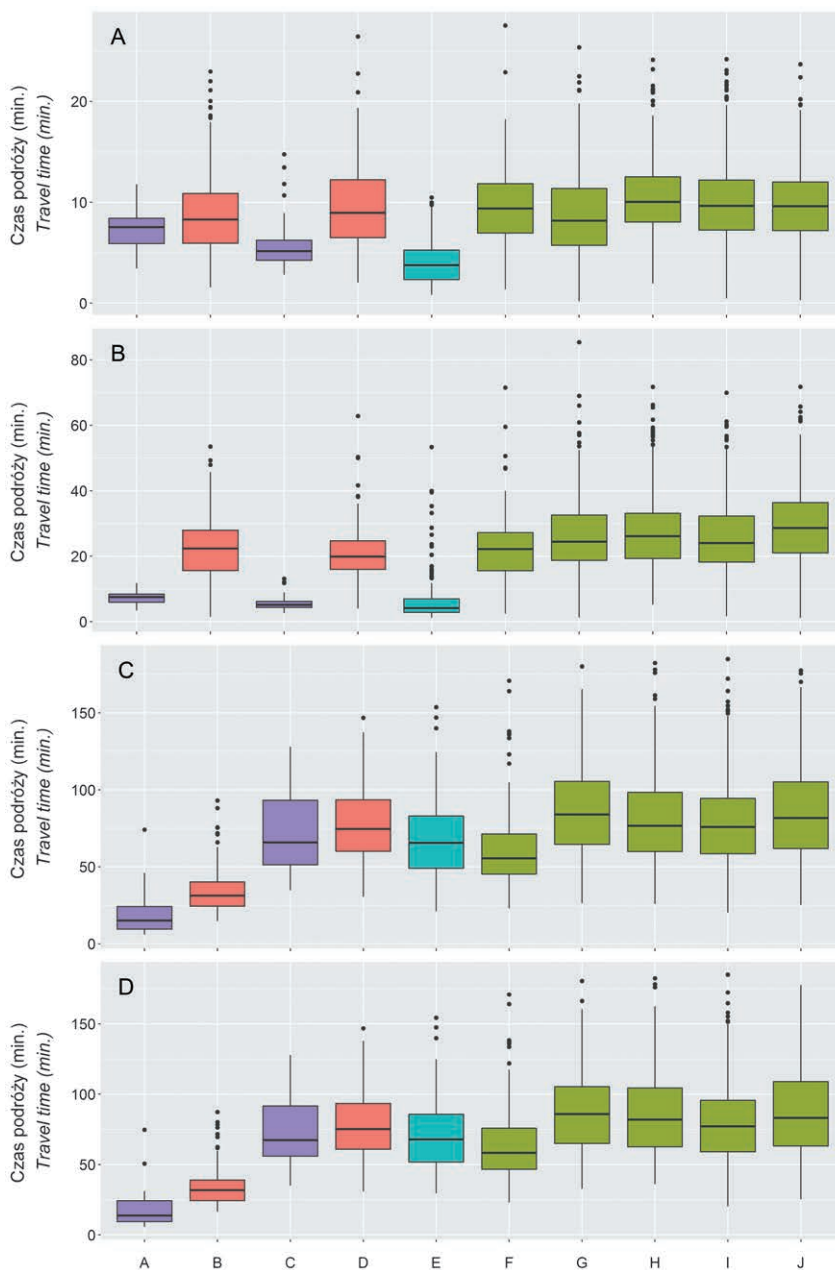 A
Czas podróży (min.)
Travel time (min.)
20
10
0
B
Czas podróży (min.)
Travel time (min.)
80
60
40
20
0
C
Czas podróży (min.)
Travel time (min.)
150
100
50
0
D
Czas podróży (min.)
Travel time (min.)
150
100
50
0
A B C D E F G H I J